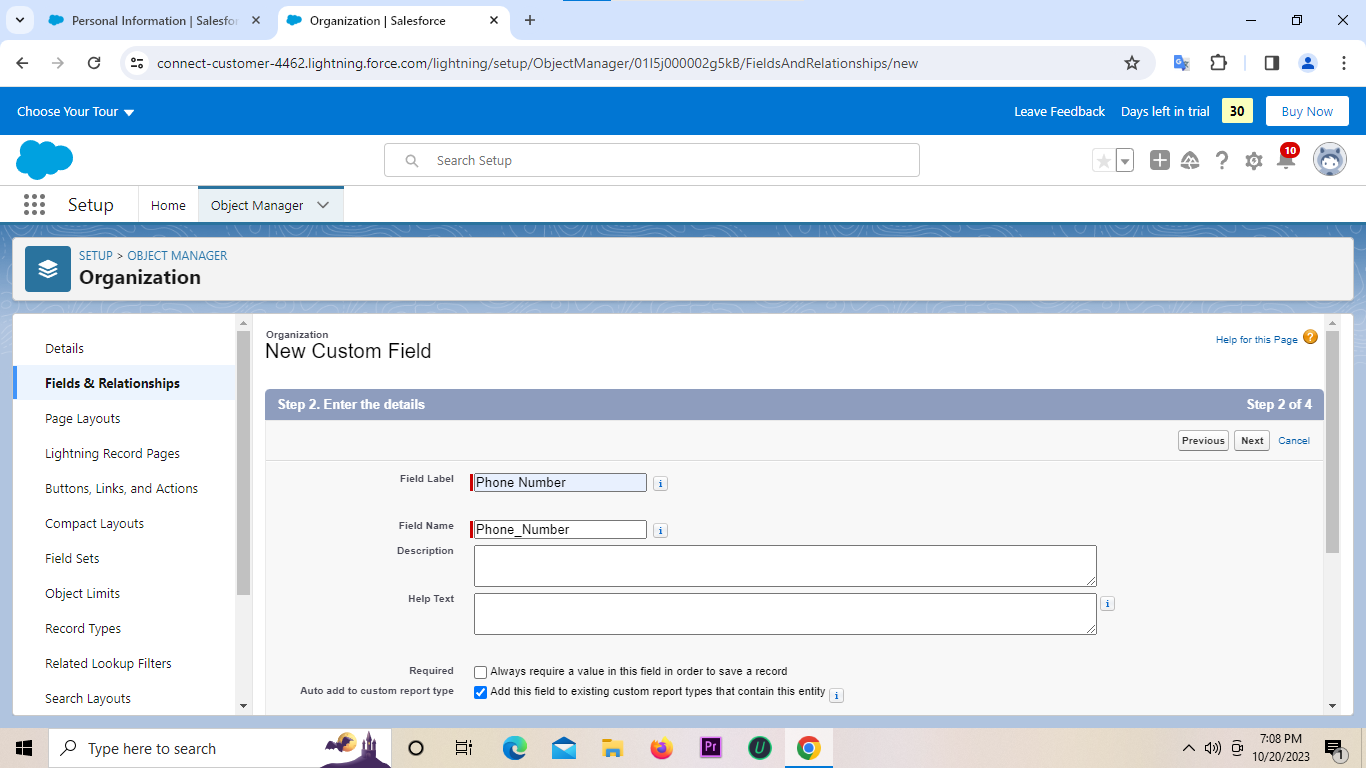 Personal Information | Salesfor
Organization | Salesforce
connect-customer-4462.lightning.force.com/lightning/setup/ObjectManager/01I5j000002g5kB/FieldsAndRelationships/new
Choose Your Tour
Leave Feedback
Days left in trial
30
Buy Now
Search Setup
10
Setup
Home
Object Manager
SETUP > OBJECT MANAGER
Organization
Details
Fields & Relationships
Page Layouts
Lightning Record Pages
Buttons, Links, and Actions
Compact Layouts
Field Sets
Object Limits
Record Types
Related Lookup Filters
Search Layouts
Organization
New Custom Field
Help for this Page
Step 2. Enter the details
Step 2 of 4
Previous
Next
Cancel
Field Label
Phone Number
Field Name
Phone_Number
Description
Help Text
Required
Always require a value in this field in order to save a record
Auto add to custom report type
Add this field to existing custom report types that contain this entity
Type here to search
Pr
7:08 PM
10/20/2023
1